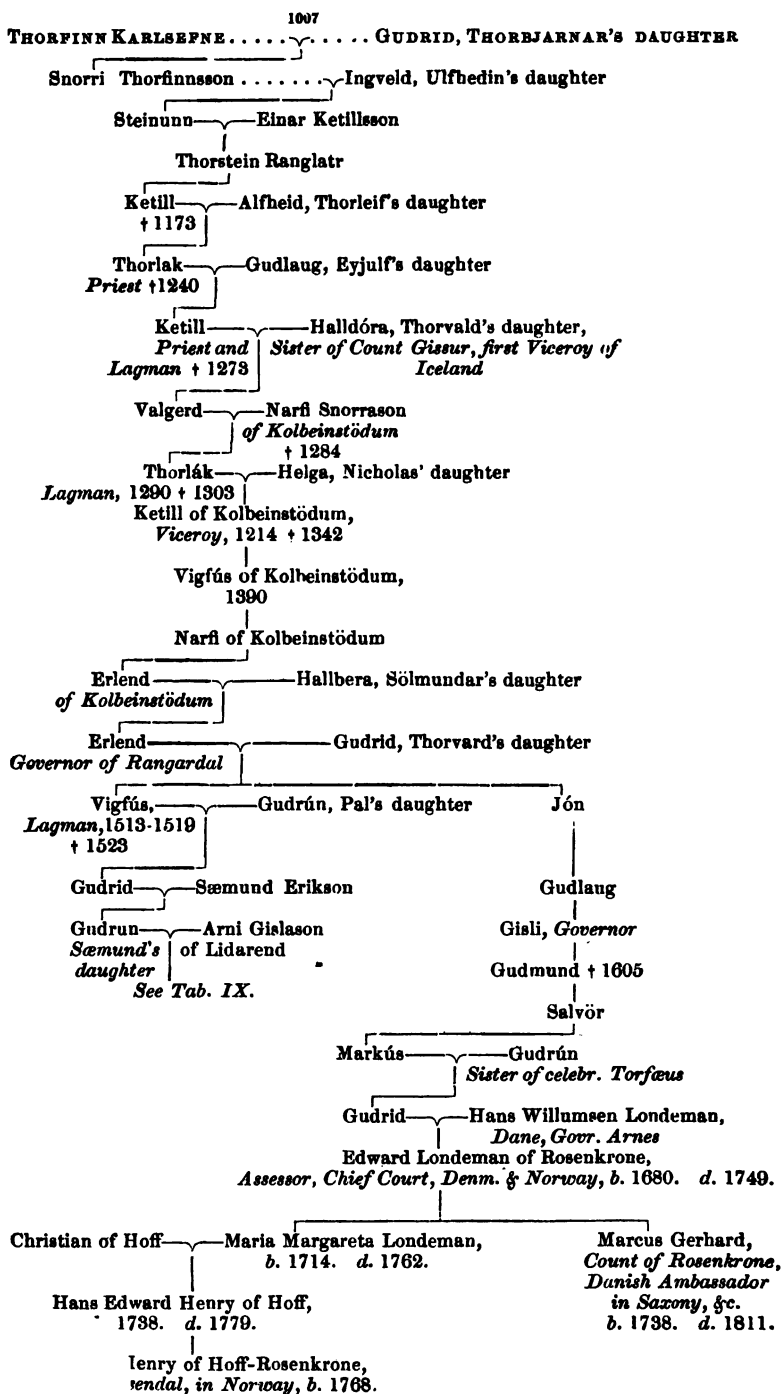 1007
THORFINN KARLSEFNE . . . . . . . . . . GUDRID, THORBJARNAR'S DAUGHTER
Snorri Thorfinnsson . . . . . . . Ingveld, Ulfhedin's daughter
Steinunn Einar Ketillsson
Thorstein Ranglatr
Ketill Alfheid, Thorleif's daughter
† 1173
Thorlak Gudlaug, Eyjulf's daughter
Priest †1240
Ketill Halldóra, Thorvald's daughter,
Priest and Sister of Count Gissur, first Viceroy of
Lagman † 1273 Iceland
Valgerd Narfi Snorrason
of Kolbeinstödum
† 1284
Thorlák Helga, Nicholas' daughter
Lagman, 1290 † 1303
Ketill of Kolbeinstödum,
Viceroy, 1214 † 1342
Vigfús of Kolbeinstödum,
1390
Narfi of Kolbeinstödum
Erlend Hallbera, Sölmundar's daughter
of Kolbeinstödum
Erlend Gudrid, Thorvard's daughter
Governor of Rangardal
Vigfús, Gudrún, Pal's daughter Jón
Lagman, 1513-1519
† 1523
Gudrid Sæmund Erikson Gudlaug
Gudrun Arni Gislason Gisli, Governor
Sæmund's of Lidarend
daughter Gudmund † 1605
See Tab. IX.
Salvör
Markús Gudrún
Sister of celebr. Torfæus
Gudrid Hans Willumsen Londeman,
Dane, Govr. Arnes
Edward Londeman of Rosenkrone,
Assessor, Chief Court, Denm. & Norway, b. 1680. d. 1749.
Christian of Hoff Maria Margareta Londeman, Marcus Gerhard,
b. 1714. d. 1762. Count of Rosenkrone,
Danish Ambassador
Hans Edward Henry of Hoff, in Saxony, &c.
1738. d. 1779. b. 1738. d. 1811.
Ienry of Hoff-Rosenkrone,
sendal, in Norway, b. 1768.